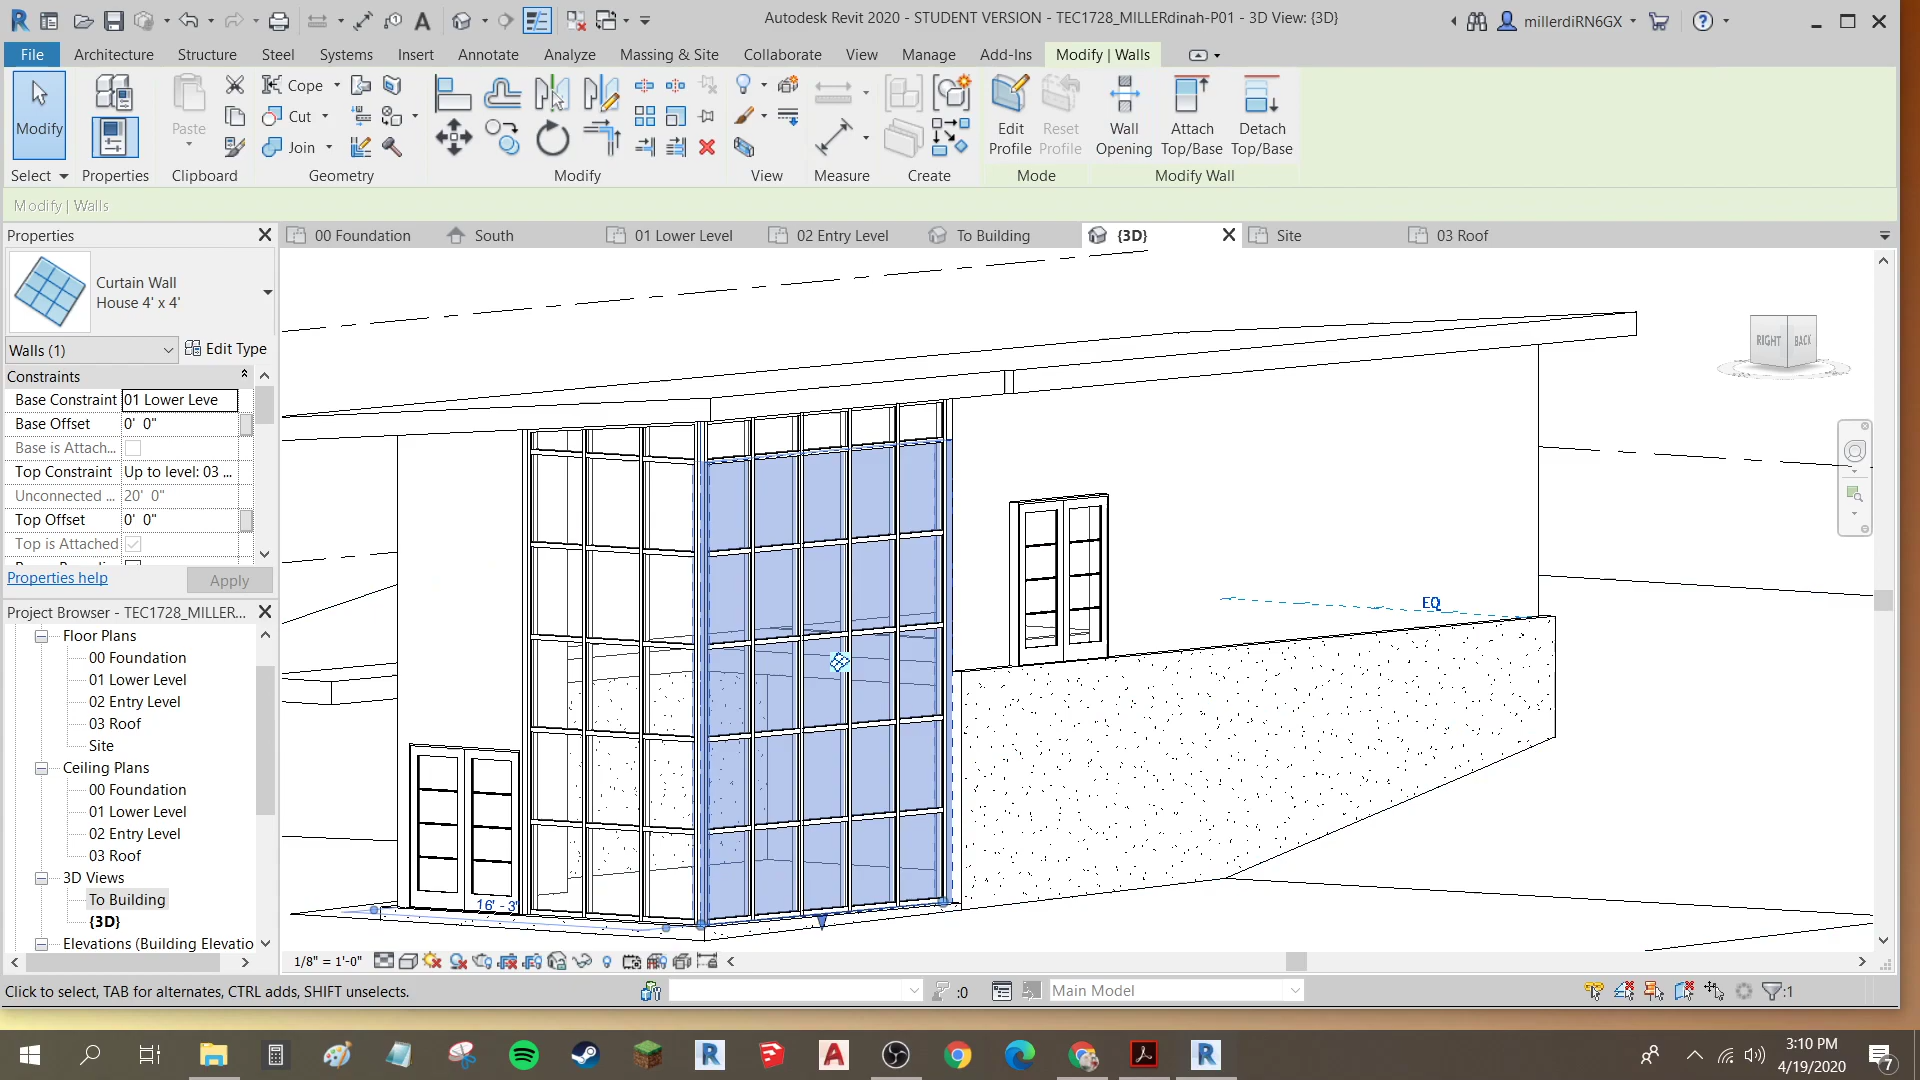 Autodesk Revit 2020 - STUDENT VERSION - TEC1728_MILLERdinah-P01 - 3D View: {3D}
millerdiRN6GX
File Architecture Structure Steel Systems Insert Annotate Analyze Massing & Site Collaborate View Manage Add-Ins Modify | Walls
Modify
Paste
Cope
Cut
Join
Edit Profile
Reset Profile
Wall Opening
Attach Top/Base
Detach Top/Base
Select Properties Clipboard Geometry Modify View Measure Create Mode Modify Wall
Modify | Walls
Properties
00 Foundation South 01 Lower Level 02 Entry Level To Building {3D} Site 03 Roof
Curtain Wall
House 4' x 4'
Walls (1) Edit Type
Constraints
Base Constraint 01 Lower Leve
Base Offset 0' 0"
Base is Attach...
Top Constraint Up to level: 03 ...
Unconnected ... 20' 0"
Top Offset 0' 0"
Top is Attached
Properties help Apply
Project Browser - TEC1728_MILLER...
Floor Plans
00 Foundation
01 Lower Level
02 Entry Level
03 Roof
Site
Ceiling Plans
00 Foundation
01 Lower Level
02 Entry Level
03 Roof
3D Views
To Building
{3D}
Elevations (Building Elevatio
RIGHT BACK
EQ
16' - 3"
1/8" = 1'-0"
Click to select, TAB for alternates, CTRL adds, SHIFT unselects.
:0
Main Model
:1
3:10 PM
4/19/2020
7